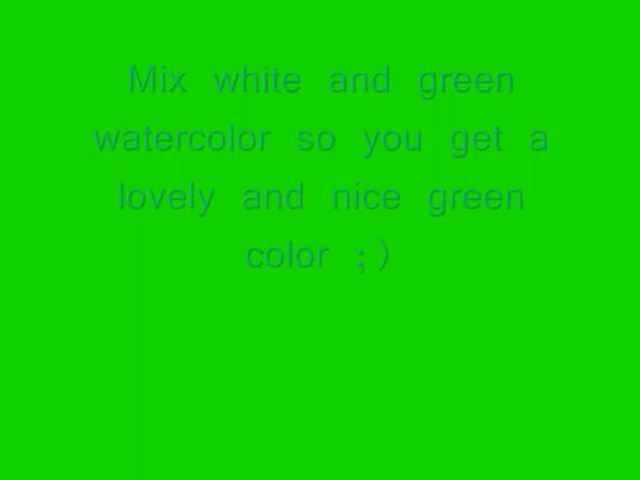 Mix white and green
watercolor so you get a
lovely and nice green
color ;)